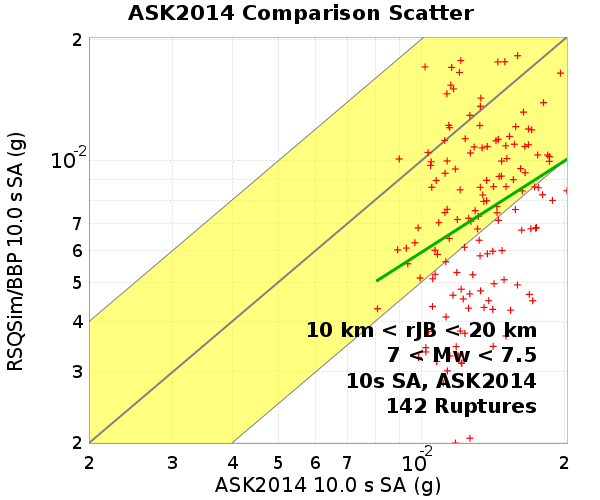 ASK2014 Comparison Scatter
RSQSim/BBP 10.0 s SA (g)
2
10-2
7
6
5
4
3
2
10 km < rJB < 20 km
7 < Mw < 7.5
10s SA, ASK2014
142 Ruptures
2 3 4 5 6 7 10-2 2
ASK2014 10.0 s SA (g)